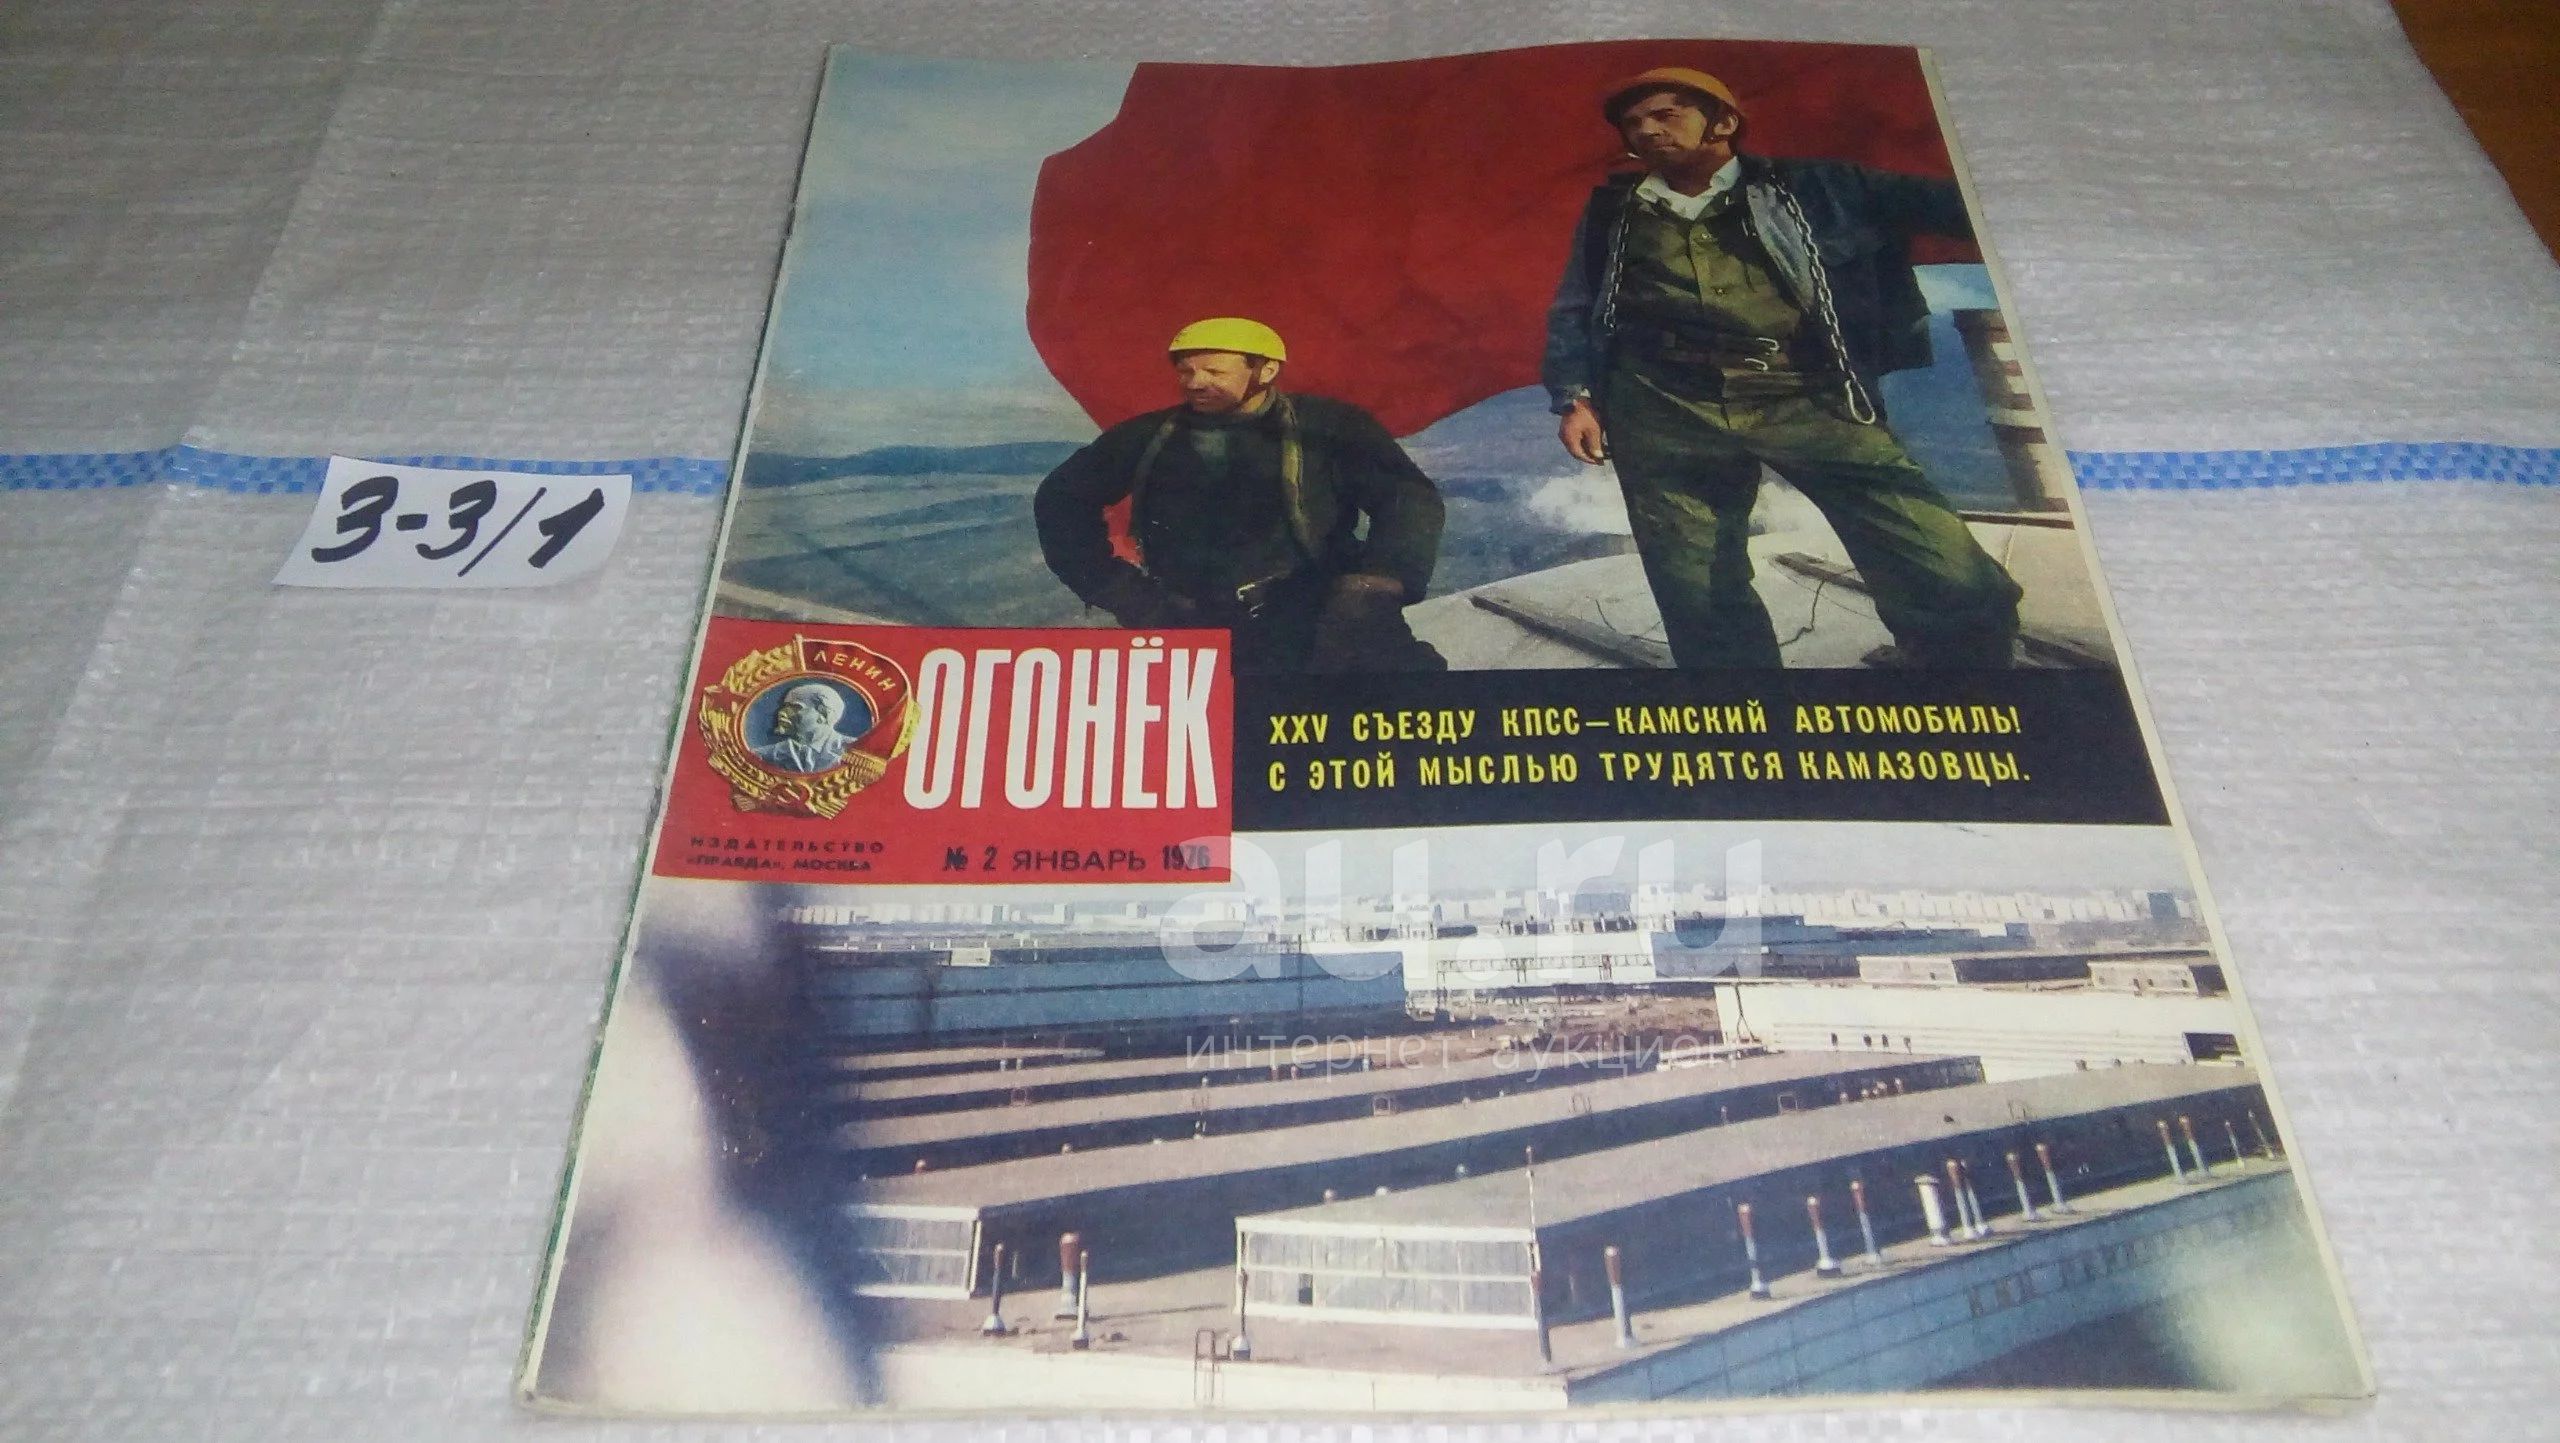 3-3/1
ЛЕНИН
ОГОНЁК
ИЗДАТЕЛЬСТВО
«ПРАВДА», МОСКВА
№ 2 ЯНВАРЬ 1976
XXV СЪЕЗДУ КПСС—КАМСКИЙ АВТОМОБИЛЬ!
С ЭТОЙ МЫСЛЬЮ ТРУДЯТСЯ КАМАЗОВЦЫ.
au.ru
интернет аукцион